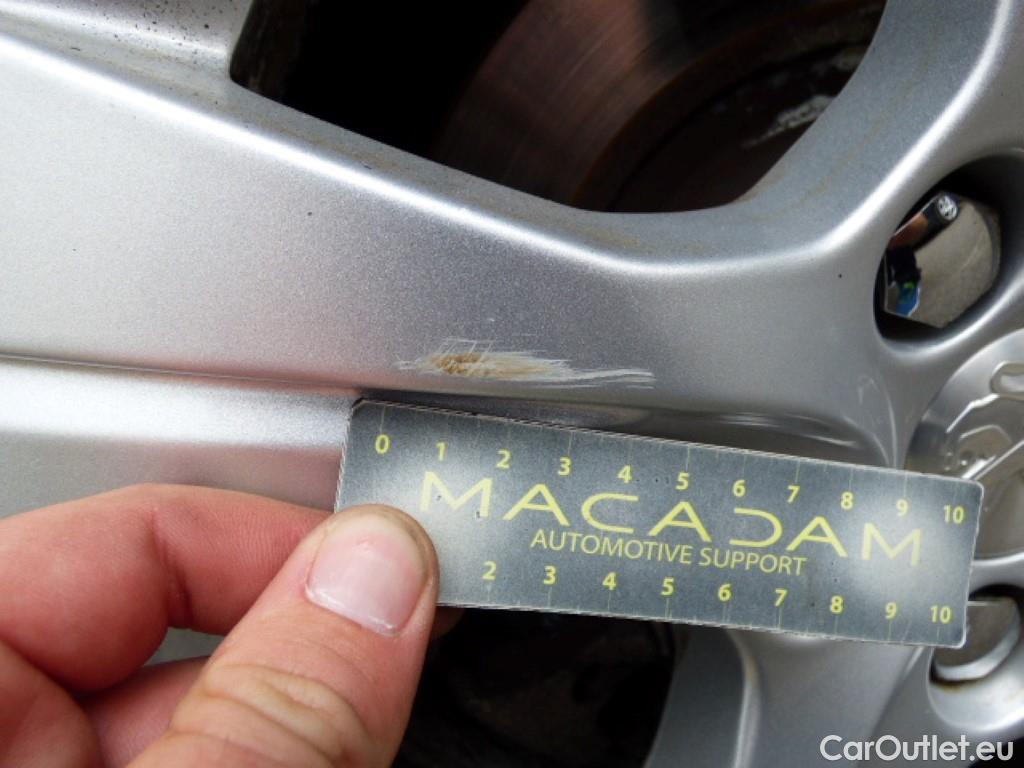 0 1 2 3 4 5 6 7 8 9 10
MACADAM
AUTOMOTIVE SUPPORT
2 3 4 5 6 7 8 9 10
CarOutlet.eu